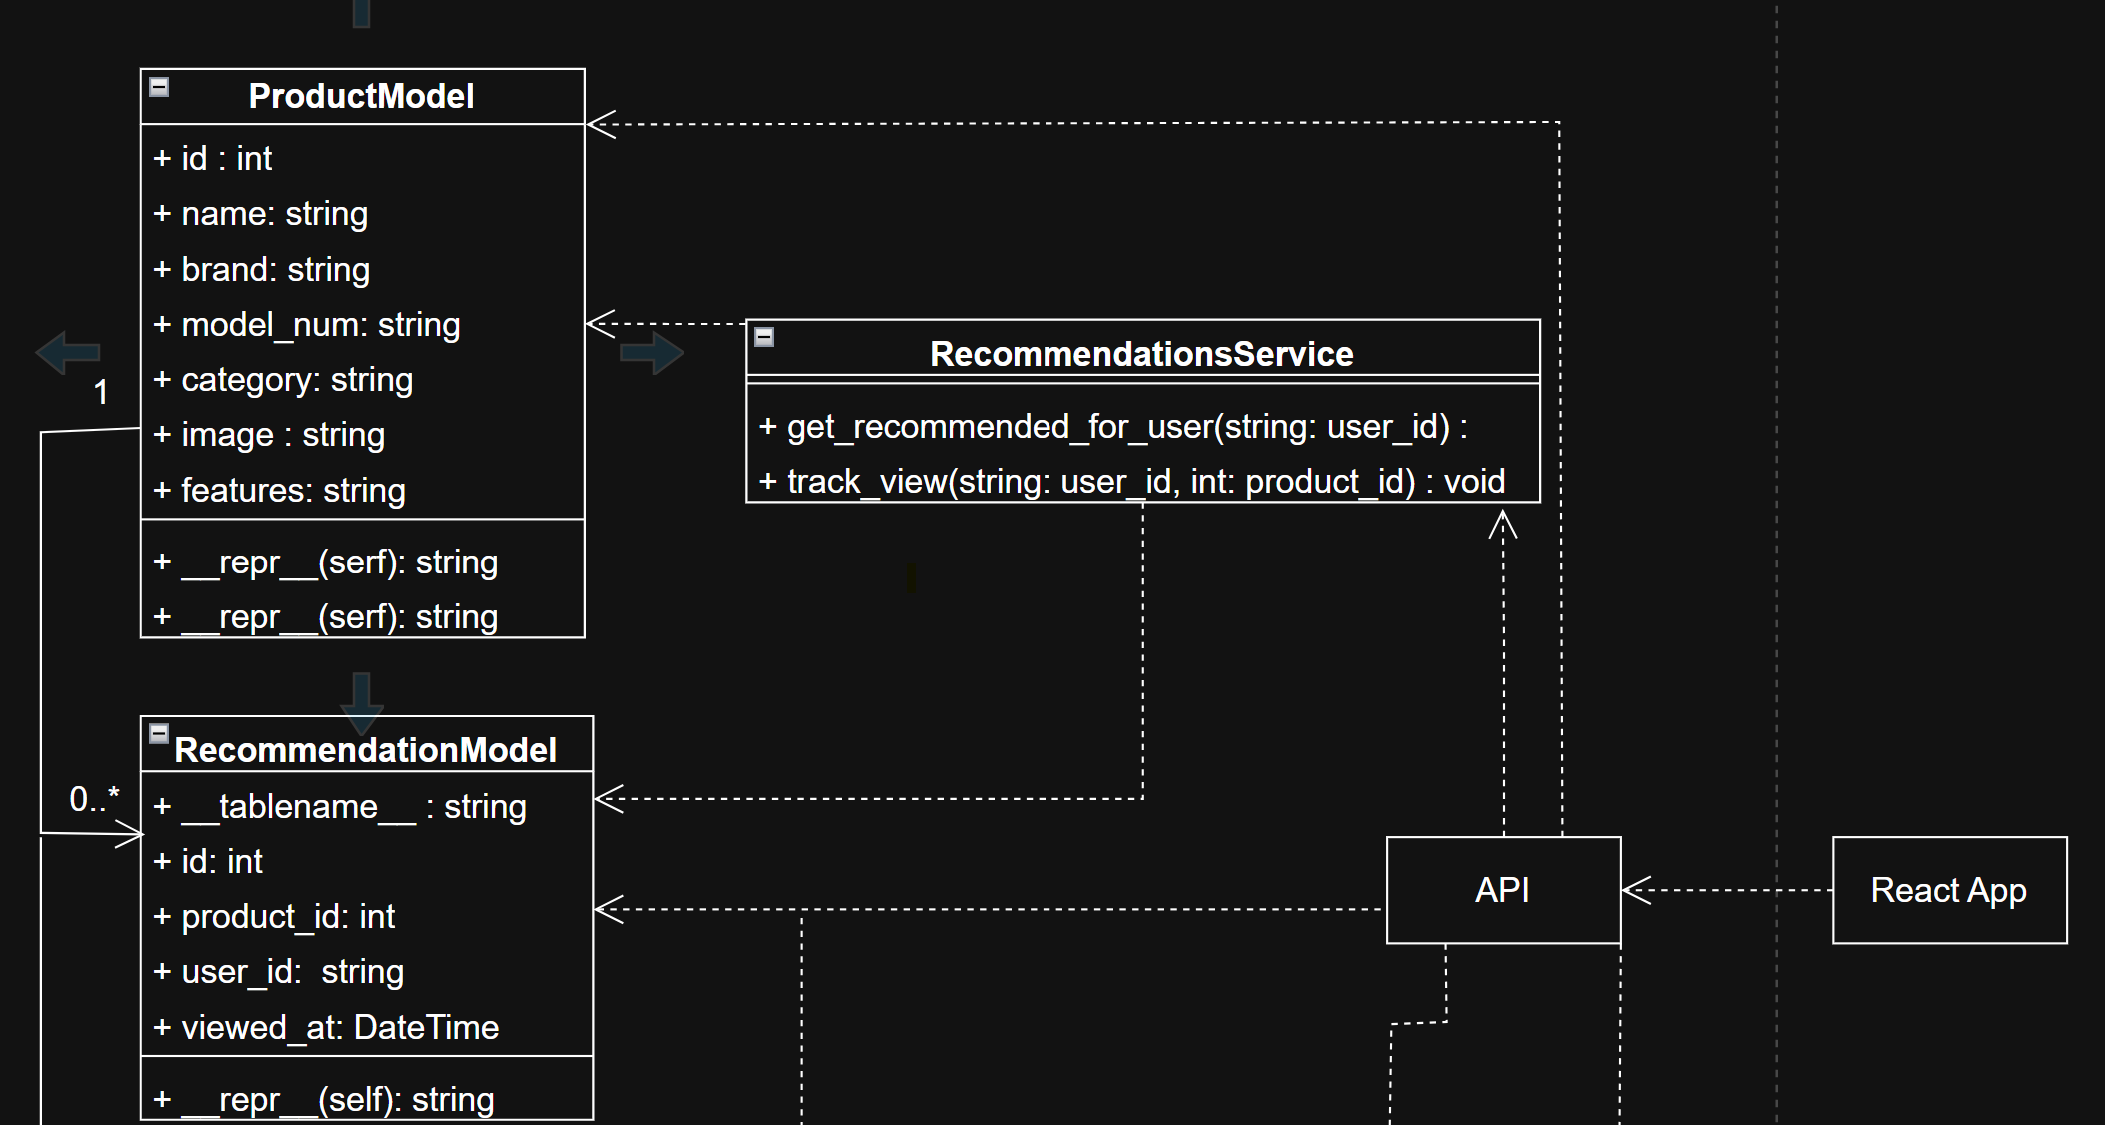 ProductModel
+ id : int
+ name: string
+ brand: string
+ model_num: string
+ category: string
+ image : string
+ features: string
+ __repr__(serf): string
+ __repr__(serf): string
1
0..*
RecommendationsService
+ get_recommended_for_user(string: user_id) :
+ track_view(string: user_id, int: product_id) : void
RecommendationModel
+ __tablename__ : string
+ id: int
+ product_id: int
+ user_id:  string
+ viewed_at: DateTime
+ __repr__(self): string
API
React App